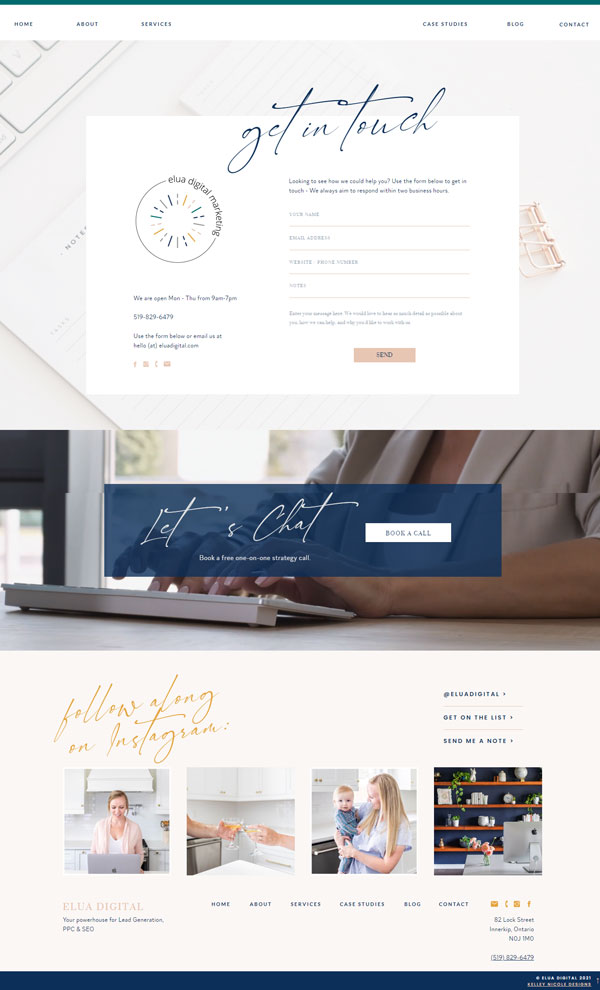 HOME
ABOUT
SERVICES
CASE STUDIES
BLOG
CONTACT
get in touch
elua digital marketing
Looking to see how we could help you? Use the form below to get in
touch - We always aim to respond within two business hours.
YOUR NAME
EMAIL ADDRESS
WEBSITE - PHONE NUMBER
NOTES
Enter your message here. We would love to hear as much detail as possible about
you, how we can help, and why you'd like to work with us
SEND
We are open Mon - Thu from 9am-7pm
519-829-6479
Use the form below or email us at
hello (at) eluadigital.com
Let's Chat
Book a free one-on-one strategy call.
BOOK A CALL
follow along
on Instagram:
@ELUADIGITAL >
GET ON THE LIST >
SEND ME A NOTE >
ELUA DIGITAL
Your powerhouse for Lead Generation,
PPC & SEO
HOME
ABOUT
SERVICES
CASE STUDIES
BLOG
CONTACT
82 Lock Street
Innerkip, Ontario
N0J 1M0
(519) 829-6479
© ELUA DIGITAL 2021
KELLEY NICOLE DESIGNS